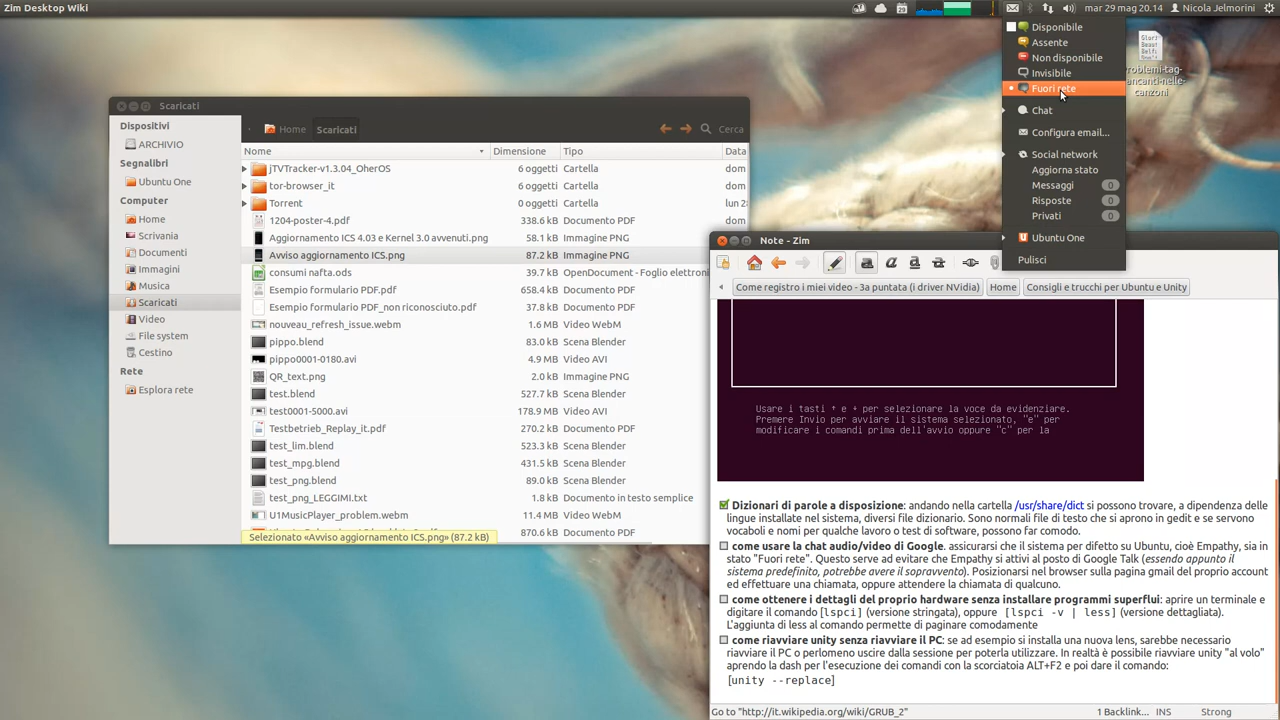 Zim Desktop Wiki
mar 29 mag 20.14
Nicola Jelmorini
Disponibile
Assente
Non disponibile
Invisibile
Fuori rete
Chat
Configura email...
Social network
Aggiorna stato
Messaggi 0
Risposte 0
Privati 0
Ubuntu One
Pulisci
roblemi-tag-
ancanti-nelle-
canzoni
Scaricati
Dispositivi
ARCHIVIO
Segnalibri
Ubuntu One
Computer
Home
Scrivania
Documenti
Immagini
Musica
Scaricati
Video
File system
Cestino
Rete
Esplora rete
Home Scaricati Cerca
Nome Dimensione Tipo Data
jTVTracker-v1.3.04_OherOS 6 oggetti Cartella dom
tor-browser_it 6 oggetti Cartella dom
Torrent 0 oggetti Cartella lun 28
1204-poster-4.pdf 338.6 kB Documento PDF
Aggiornamento ICS 4.03 e Kernel 3.0 avvenuti.png 58.1 kB Immagine PNG
Avviso aggiornamento ICS.png 87.2 kB Immagine PNG
consumi nafta.ods 39.7 kB OpenDocument - Foglio elettroni
Esempio formulario PDF.pdf 658.4 kB Documento PDF
Esempio formulario PDF_non riconosciuto.pdf 37.8 kB Documento PDF
nouveau_refresh_issue.webm 1.6 MB Video WebM
pippo.blend 83.0 kB Scena Blender
pippo0001-0180.avi 4.9 MB Video AVI
QR_text.png 2.0 kB Immagine PNG
test.blend 527.7 kB Scena Blender
test0001-5000.avi 178.9 MB Video AVI
Testbetrieb_Replay_it.pdf 270.2 kB Documento PDF
test_lim.blend 523.3 kB Scena Blender
test_mpg.blend 431.5 kB Scena Blender
test_png.blend 89.0 kB Scena Blender
test_png_LEGGIMI.txt 1.8 kB Documento in testo semplice
U1MusicPlayer_problem.webm 11.4 MB Video WebM
870.6 kB Documento PDF
Selezionato «Avviso aggiornamento ICS.png» (87.2 kB)
Note - Zim
a a a a
Come registro i miei video - 3a puntata (i driver NVidia) Home Consigli e trucchi per Ubuntu e Unity
Usare i tasti ↑ e ↓ per selezionare la voce da evidenziare.
Premere Invio per avviare il sistema selezionato, "e" per
modificare i comandi prima dell'avvio oppure "c" per la
Dizionari di parole a disposizione: andando nella cartella /usr/share/dict si possono trovare, a dipendenza delle
lingue installate nel sistema, diversi file dizionario. Sono normali file di testo che si aprono in gedit e se servono
vocaboli e nomi per qualche lavoro o test di software, possono far comodo.
come usare la chat audio/video di Google. assicurarsi che il sistema per difetto su Ubuntu, cioè Empathy, sia in
stato "Fuori rete". Questo serve ad evitare che Empathy si attivi al posto di Google Talk (essendo appunto il
sistema predefinito, potrebbe avere il sopravvento). Posizionarsi nel browser sulla pagina gmail del proprio account
ed effettuare una chiamata, oppure attendere la chiamata di qualcuno.
come ottenere i dettagli del proprio hardware senza installare programmi superflui: aprire un terminale e
digitare il comando [lspci] (versione stringata), oppure [lspci -v | less] (versione dettagliata).
L'aggiunta di less al comando permette di paginare comodamente
come riavviare unity senza riavviare il PC: se ad esempio si installa una nuova lens, sarebbe necessario
riavviare il PC o perlomeno uscire dalla sessione per poterla utilizzare. In realtà è possibile riavviare unity "al volo"
aprendo la dash per l'esecuzione dei comandi con la scorciatoia ALT+F2 e poi dare il comando:
[unity --replace]
Go to "http://it.wikipedia.org/wiki/GRUB_2" 1 Backlink... INS Strong